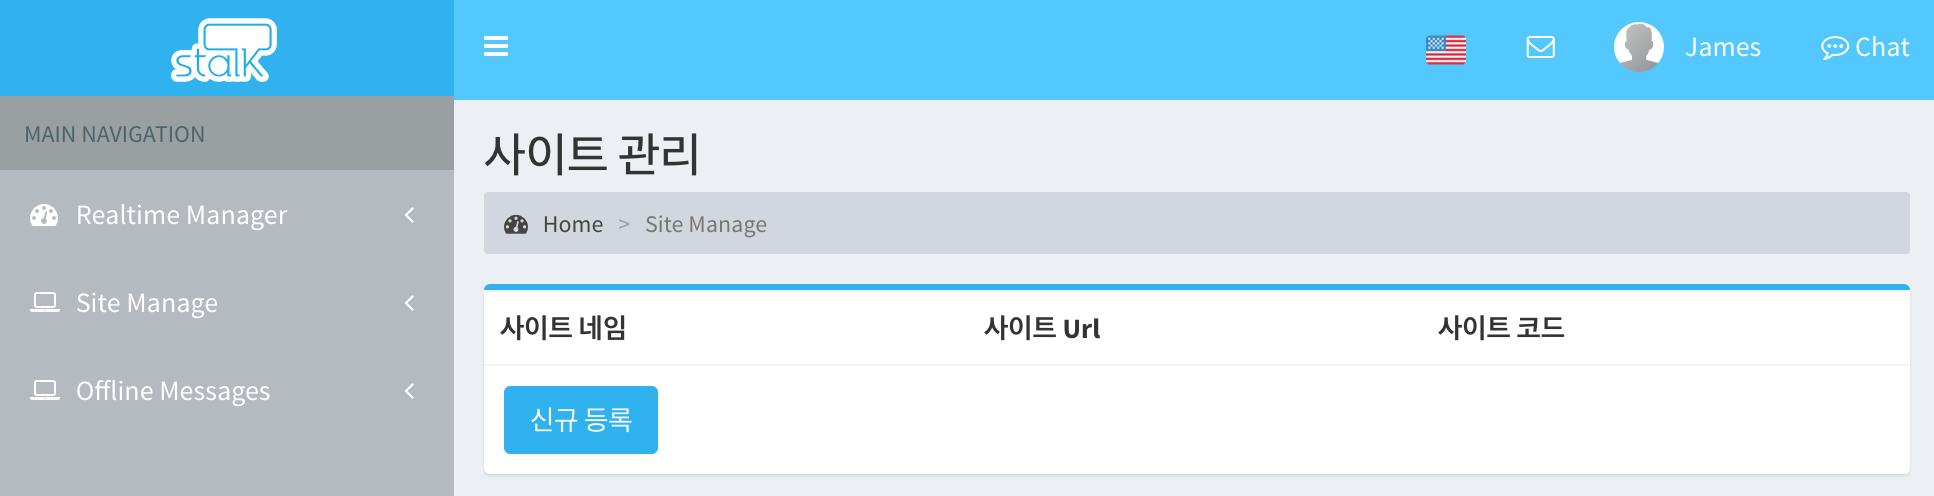 stalk
James
Chat
MAIN NAVIGATION
Realtime Manager
Site Manage
Offline Messages
사이트 관리
Home > Site Manage
사이트 네임 사이트 Url 사이트 코드
신규 등록